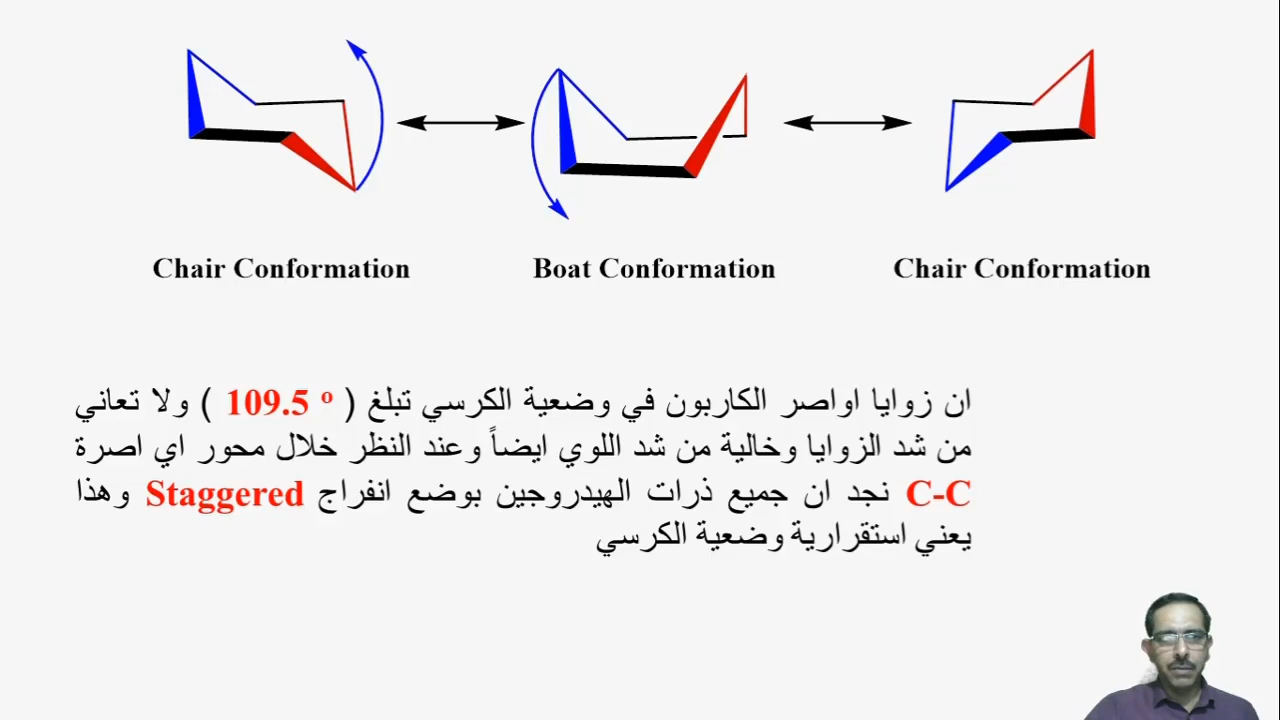 Chair Conformation
Boat Conformation
Chair Conformation
ان زوايا اواصر الكاربون في وضعية الكرسي تبلغ ( 109.5 º ) ولا تعاني
من شد الزوايا وخالية من شد اللوي ايضاً وعند النظر خلال محور اي اصرة
C-C نجد ان جميع ذرات الهيدروجين بوضع انفراج Staggered وهذا
يعني استقرارية وضعية الكرسي